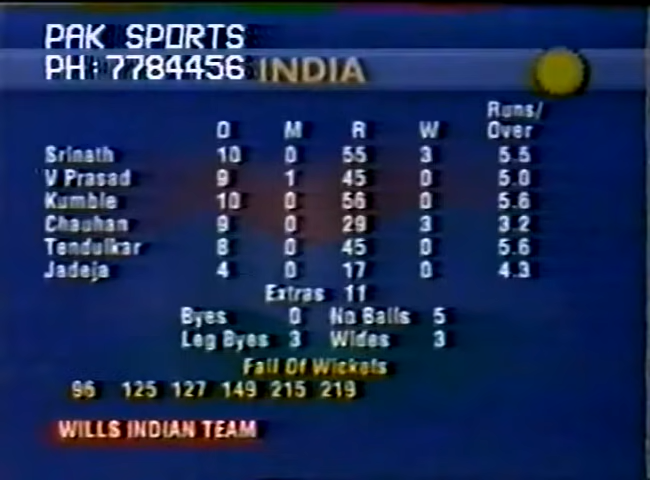 PAK SPORTS
PH:7784456 INDIA
O M R W Runs/Over
Srinath 10 0 55 3 5.5
V Prasad 9 1 45 0 5.0
Kumble 10 0 56 0 5.6
Chauhan 9 0 29 3 3.2
Tendulkar 8 0 45 0 5.6
Jadeja 4 0 17 0 4.3
Extras 11
Byes 0 No Balls 5
Leg Byes 3 Wides 3
Fall Of Wickets
96 125 127 149 215 219
WILLS INDIAN TEAM